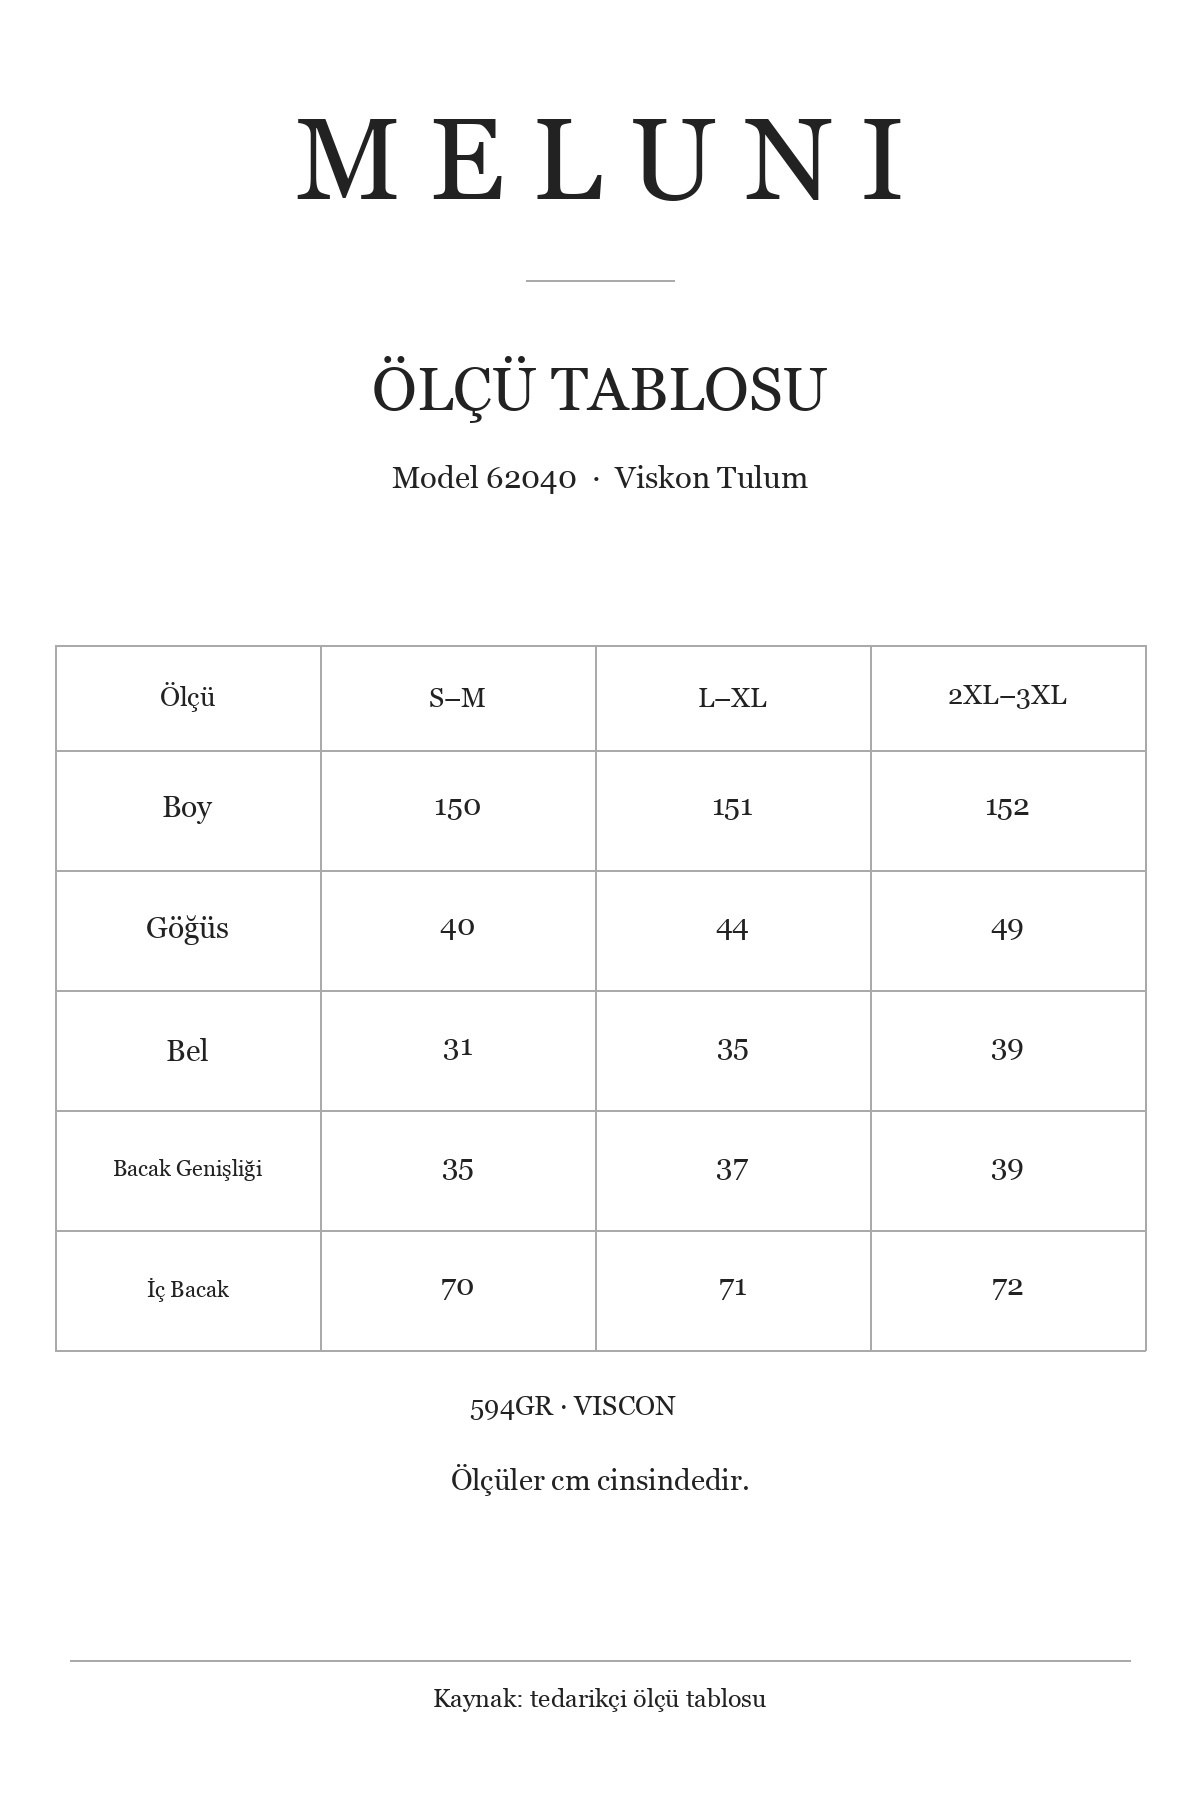 MELUNI
ÖLÇÜ TABLOSU
Model 62040 · Viskon Tulum
Ölçü S–M L–XL 2XL–3XL
Boy 150 151 152
Göğüs 40 44 49
Bel 31 35 39
Bacak Genişliği 35 37 39
İç Bacak 70 71 72
594GR · VISCON
Ölçüler cm cinsindedir.
Kaynak: tedarikçi ölçü tablosu